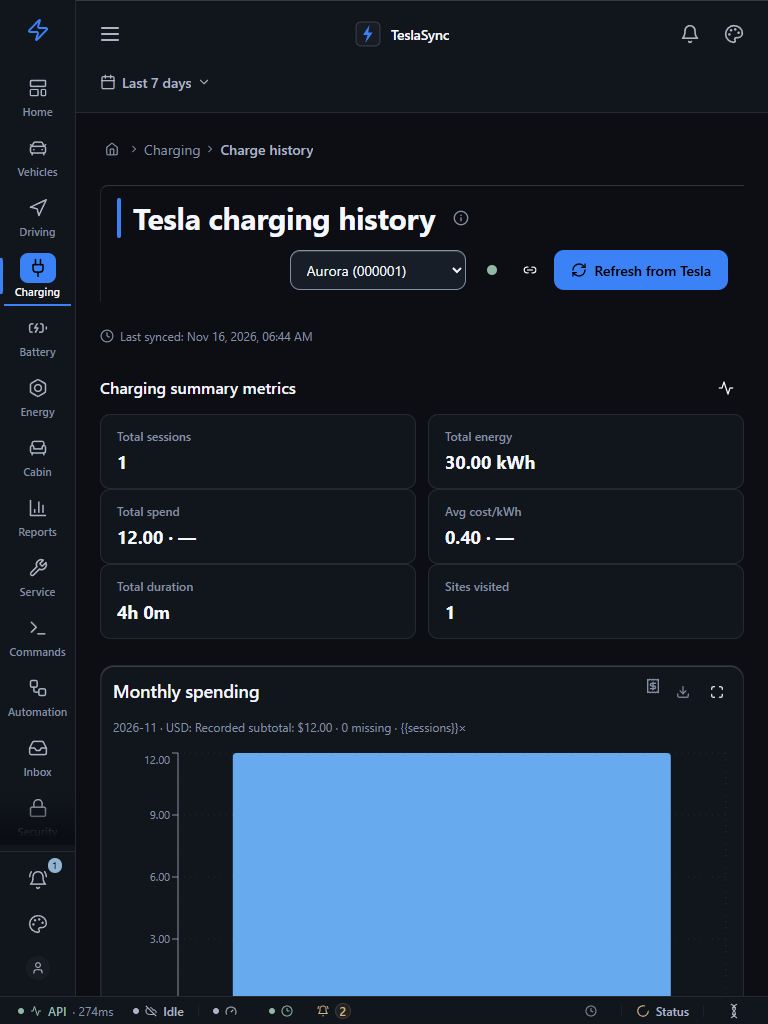 TeslaSync
Last 7 days
Home
Vehicles
Driving
Charging
Battery
Energy
Cabin
Reports
Service
Commands
Automation
Inbox
Security
1
Charging
Charge history
Tesla charging history
Aurora (000001)
Refresh from Tesla
Last synced: Nov 16, 2026, 06:44 AM
Charging summary metrics
Total sessions
1
Total energy
30.00 kWh
Total spend
12.00 · —
Avg cost/kWh
0.40 · —
Total duration
4h 0m
Sites visited
1
Monthly spending
2026-11 · USD: Recorded subtotal: $12.00 · 0 missing · {{sessions}}×
12.00
9.00
6.00
3.00
API · 274ms
Idle
2
Status